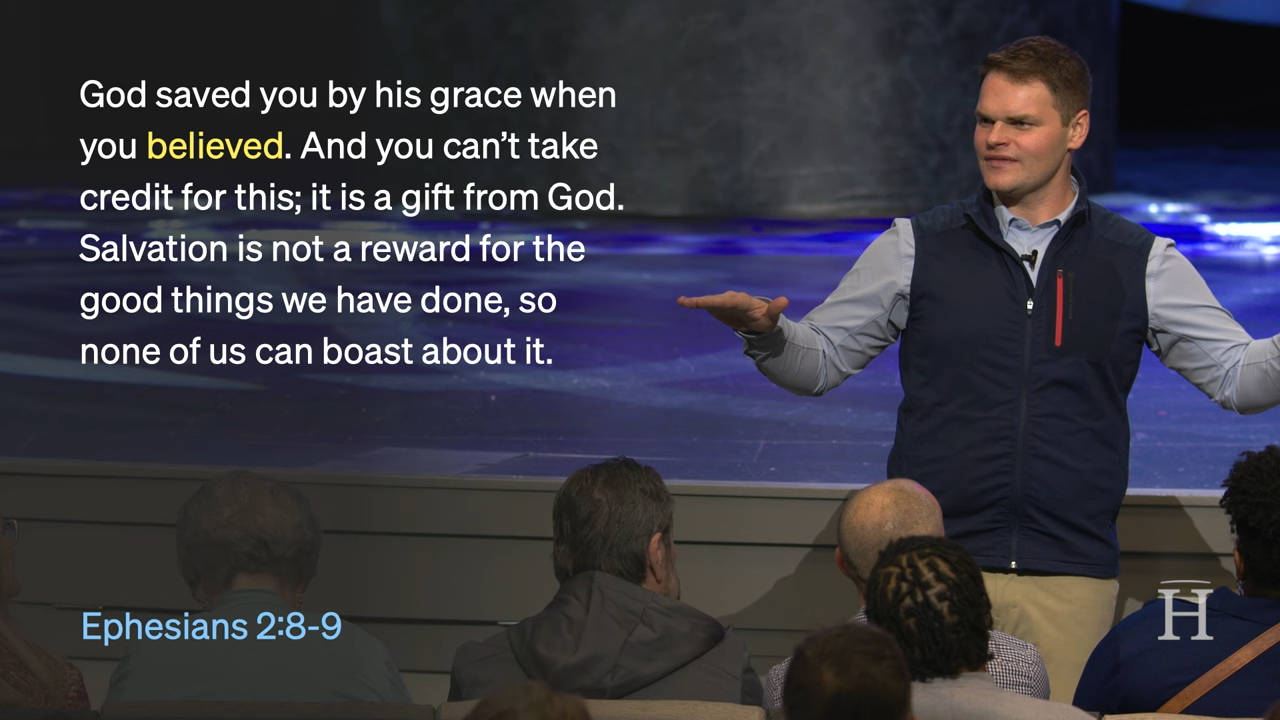 God saved you by his grace when
you believed. And you can’t take
credit for this; it is a gift from God.
Salvation is not a reward for the
good things we have done, so
none of us can boast about it.
Ephesians 2:8-9
H